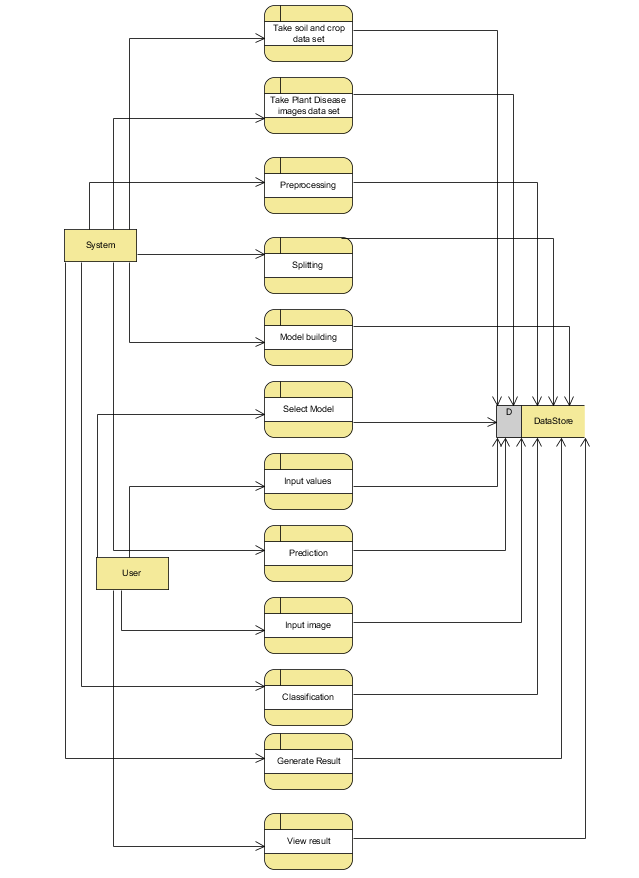 Take soil and crop
data set
Take Plant Disease
images data set
Preprocessing
System
Splitting
Model building
Select Model
D
DataStore
Input values
Prediction
User
Input image
Classification
Generate Result
View result